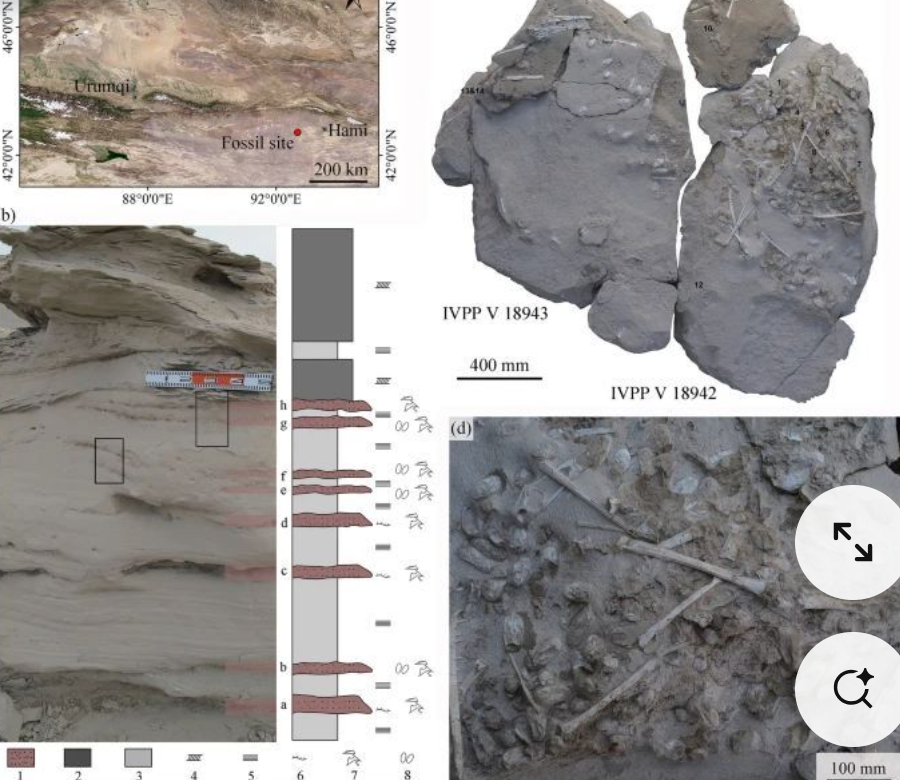 46°0'0"N
46°0'0"N
Urumqi
Hami
Fossil site
200 km
42°0'0"N
42°0'0"N
88°0'0"E
92°0'0"E
b)
h
g
f
e
d
c
b
a
1
2
3
4
5
6
7
8
10
13&14
1
2
6
7
12
IVPP V 18943
400 mm
IVPP V 18942
(d)
100 mm